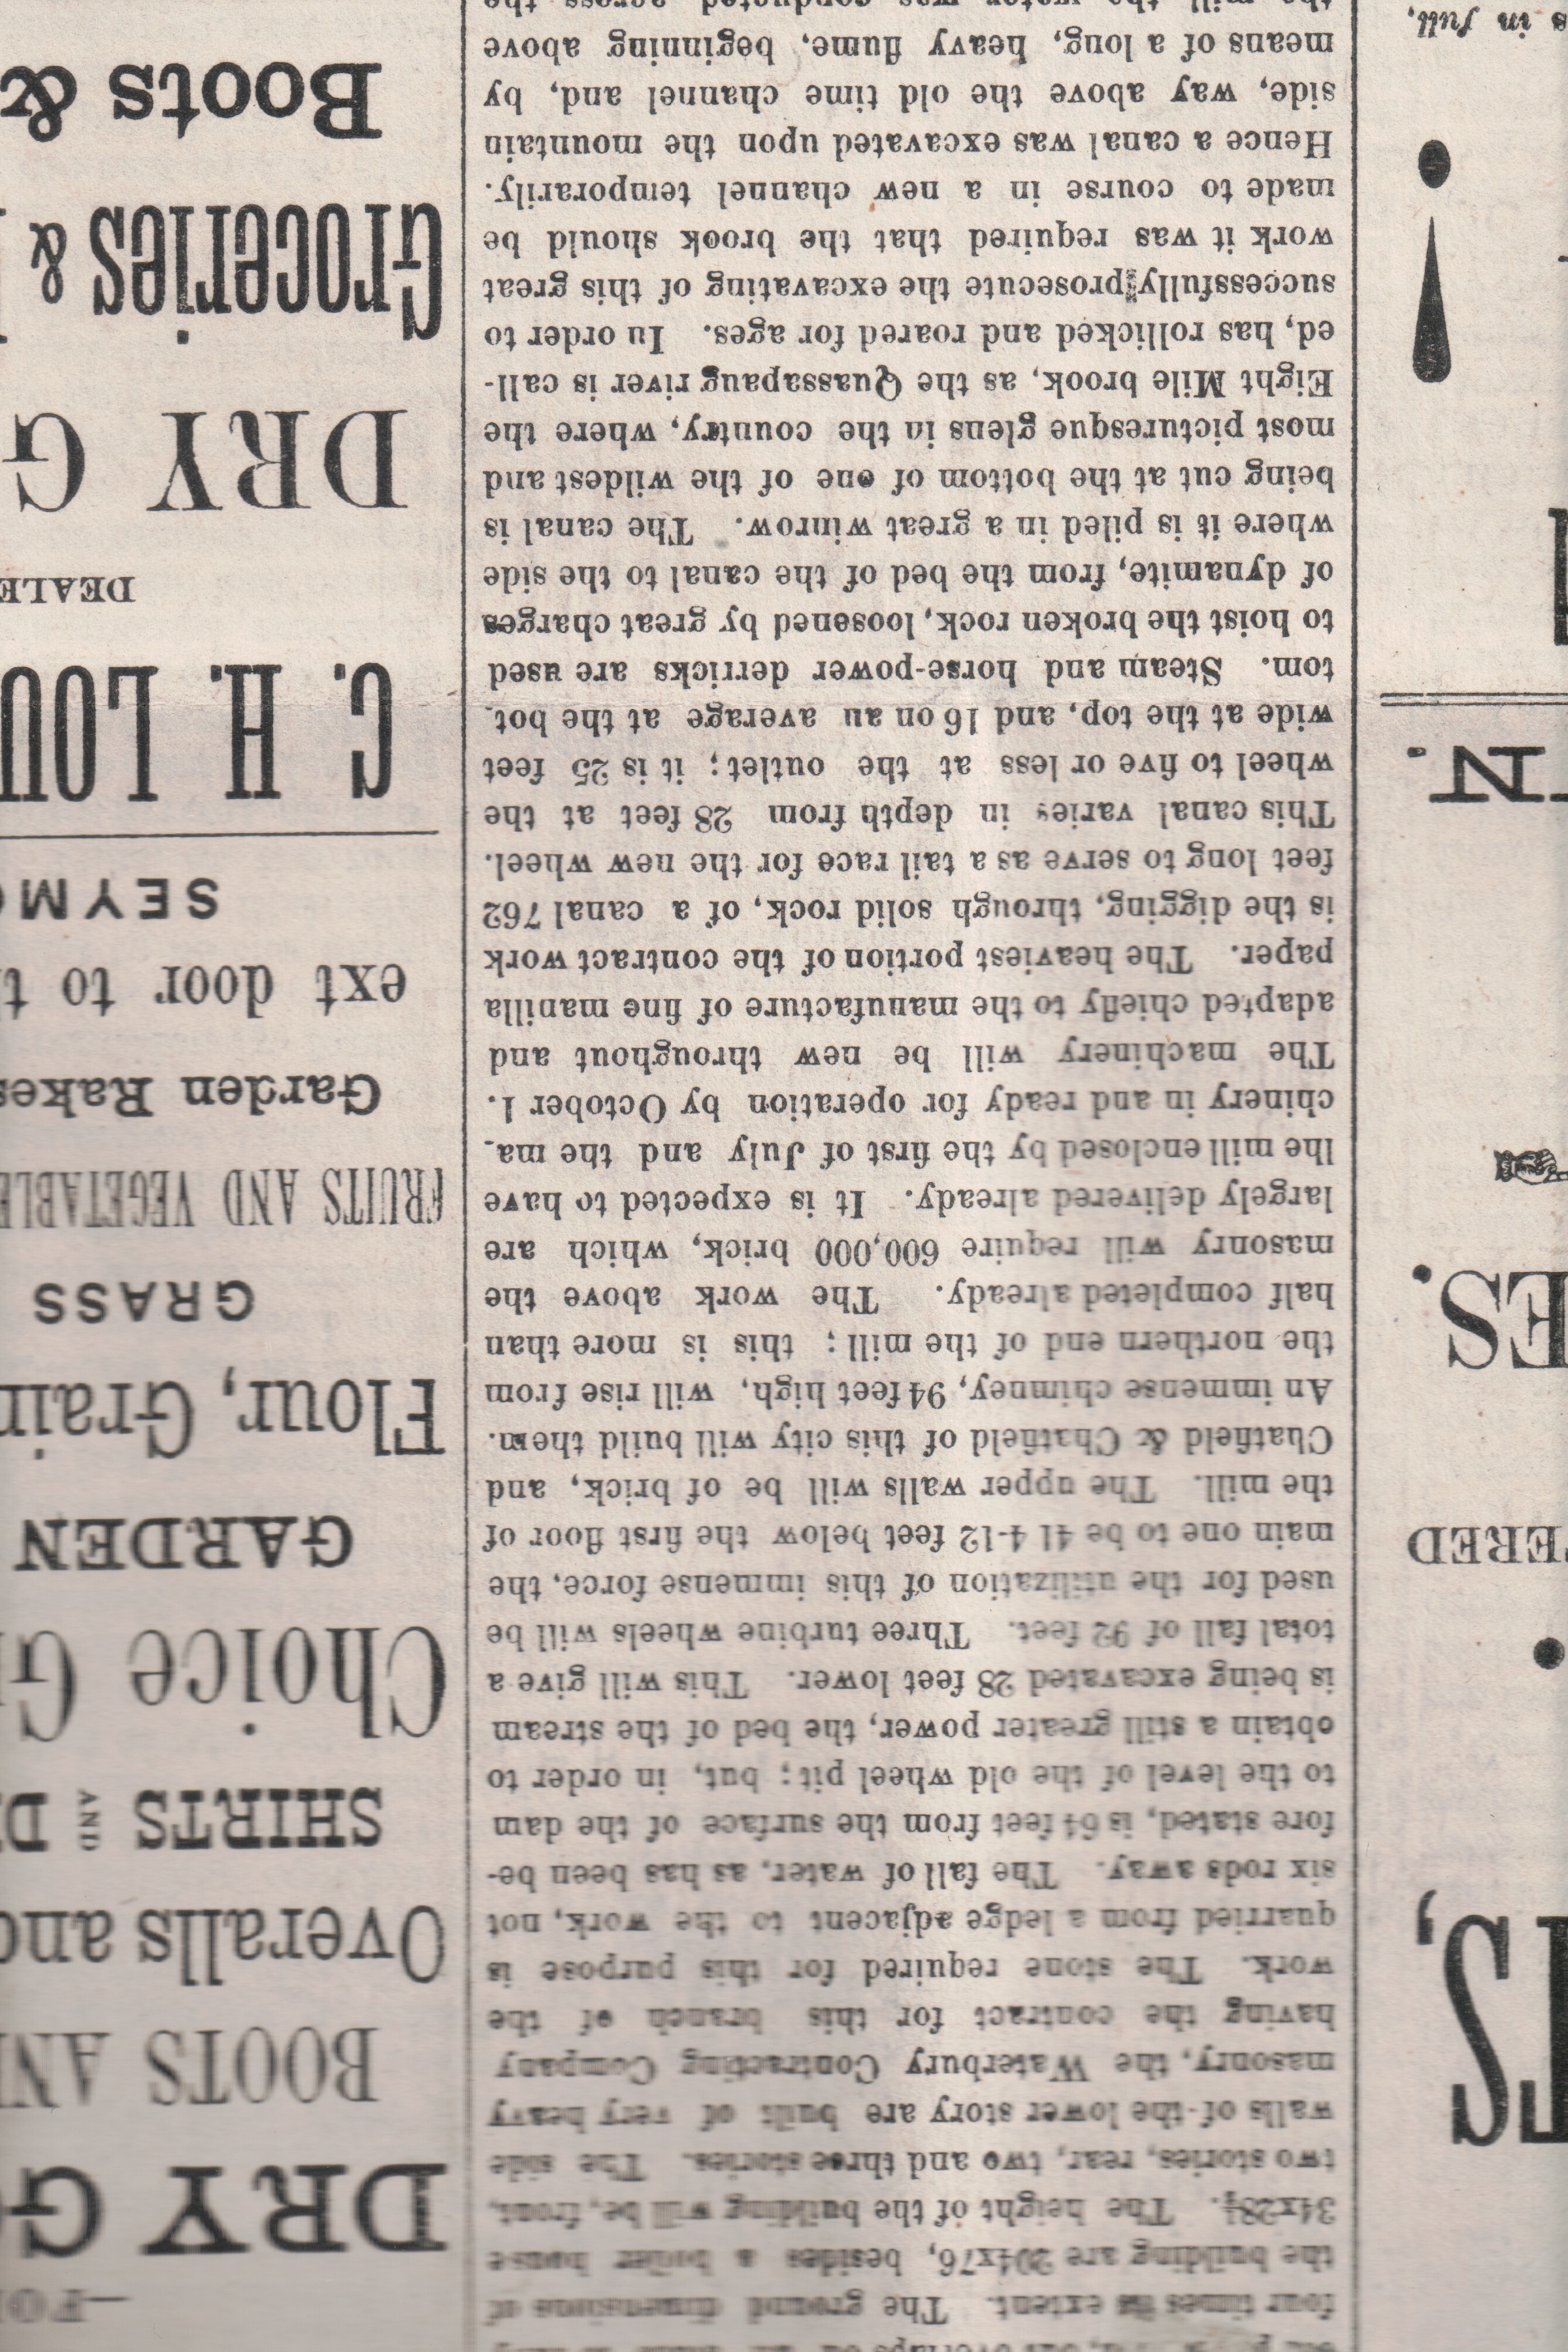 TS,
ERED
ES.
N.
!
s in full,
four times its extent. The ground dimensions of
the building are 204x76, besides a boiler house
34x28½. The height of the building will be, front,
two stories, rear, two and three stories. The side
walls of-the lower story are built of very heavy
masonry, the Waterbury Contracting Company
having the contract for this branch of the
work. The stone required for this purpose is
quarried from a ledge adjacent to the work, not
six rods away. The fall of water, as has been be-
fore stated, is 64 feet from the surface of the dam
to the level of the old wheel pit; but, in order to
obtain a still greater power, the bed of the stream
is being excavated 28 feet lower. This will give a
total fall of 92 feet. Three turbine wheels will be
used for the utilization of this immense force, the
main one to be 41 4-12 feet below the first floor of
the mill. The upper walls will be of brick, and
Chatfield & Chatfield of this city will build them.
An immense chimney, 94 feet high, will rise from
the northern end of the mill; this is more than
half completed already. The work above the
masonry will require 600,000 brick, which are
largely delivered already. It is expected to have
the mill enclosed by the first of July and the ma-
chinery in and ready for operation by October 1.
The machinery will be new throughout and
adapted chiefly to the manufacture of fine manilla
paper. The heaviest portion of the contract work
is the digging, through solid rock, of a canal 762
feet long to serve as a tail race for the new wheel.
This canal varies in depth from 28 feet at the
wheel to five or less at the outlet; it is 25 feet
wide at the top, and 16 on au average at the bot-
tom. Steam and horse-power derricks are used
to hoist the broken rock, loosened by great charges
of dynamite, from the bed of the canal to the side
where it is piled in a great winrow. The canal is
being cut at the bottom of one of the wildest and
most picturesque glens in the country, where the
Eight Mile brook, as the Quassapaug river is call-
ed, has rollicked and roared for ages. Iu order to
successfully prosecute the excavating of this great
work it was required that the brook should be
made to course in a new channel temporarily.
Hence a canal was excavated upon the mountain
side, way above the old time channel and, by
means of a long, heavy flume, beginning above
the mill the water was conducted across the
—FO
DRY G
BOOTS AN
Overalls and
SHIRTS AND D
Choice G
GARDEN
Flour, Grain
GRASS
FRUITS AND VEGETABLE
Garden Rakes
ext door to t
SEYMO
C. H. LOU
DEALE
DRY G
Groceries &
Boots &